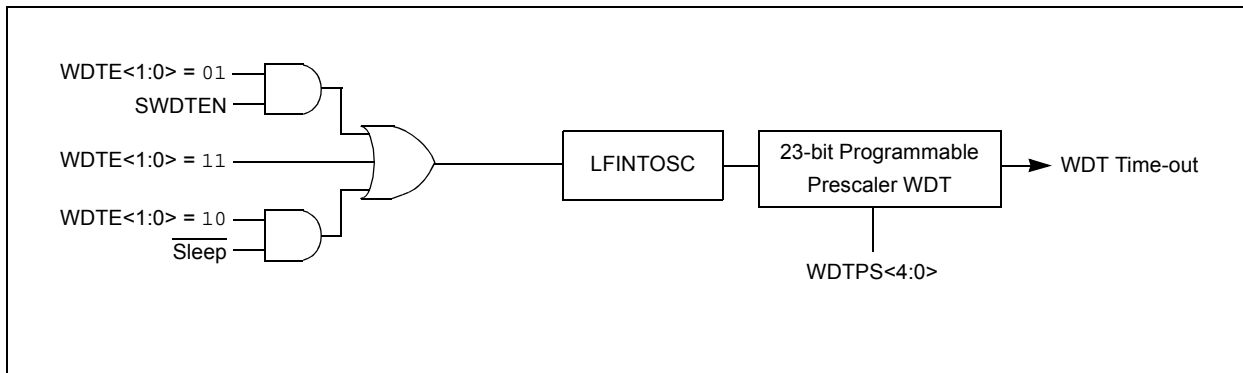 WDTE<1:0> = 01
SWDTEN
WDTE<1:0> = 11
WDTE<1:0> = 10
Sleep
LFINTOSC
23-bit Programmable
Prescaler WDT
WDT Time-out
WDTPS<4:0>